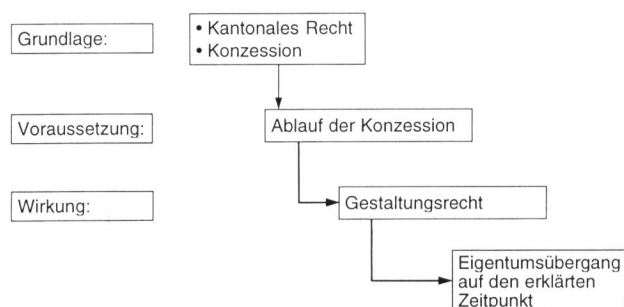 Grundlage:
• Kantonales Recht
• Konzession
Voraussetzung:
Ablauf der Konzession
Wirkung:
Gestaltungsrecht
Eigentumsübergang
auf den erklärten
Zeitpunkt